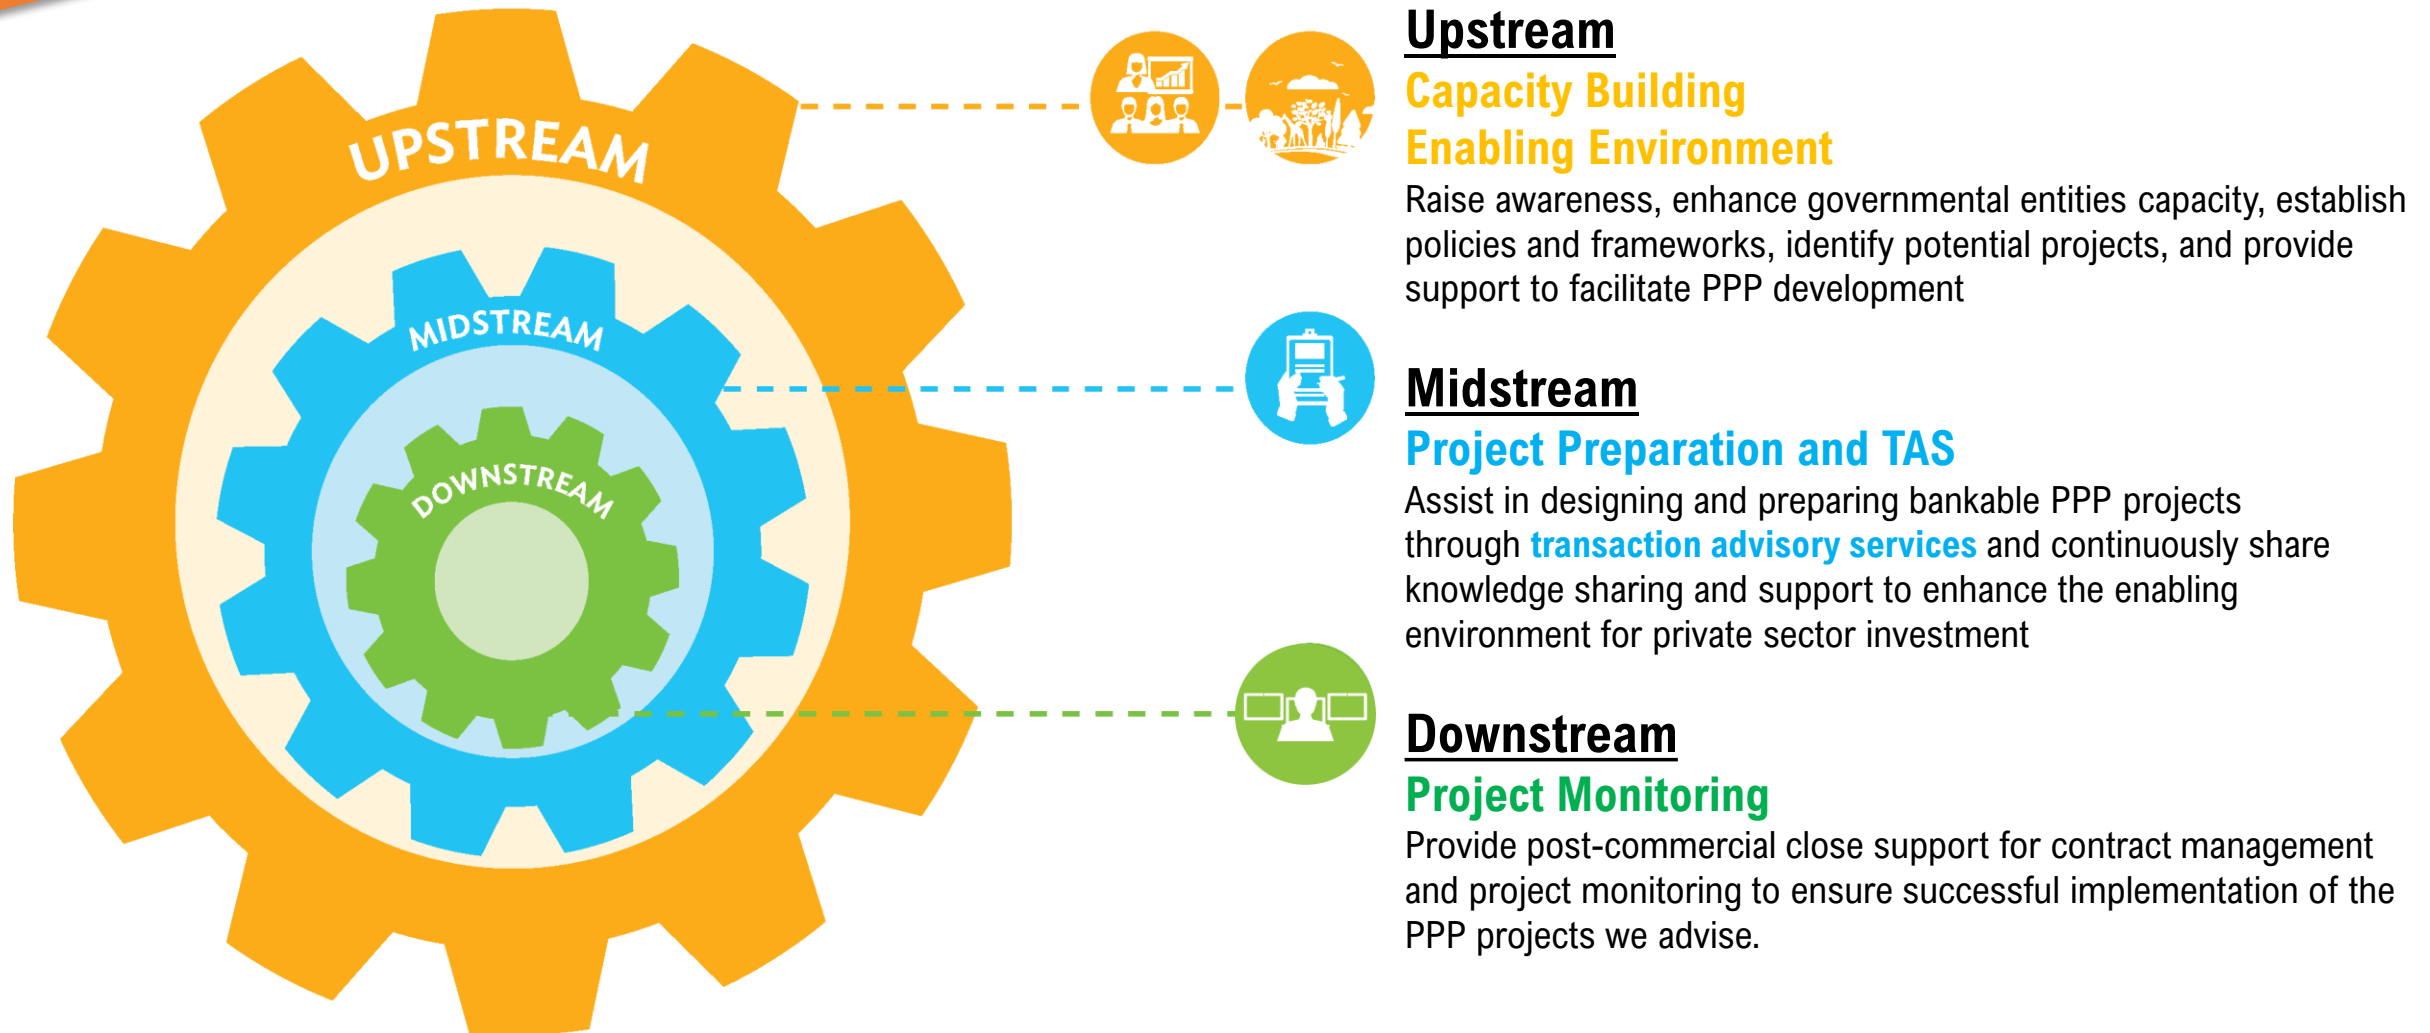 UPSTREAM
MIDSTREAM
DOWNSTREAM
Upstream
Capacity Building
Enabling Environment
Raise awareness, enhance governmental entities capacity, establish
policies and frameworks, identify potential projects, and provide
support to facilitate PPP development
Midstream
Project Preparation and TAS
Assist in designing and preparing bankable PPP projects
through transaction advisory services and continuously share
knowledge sharing and support to enhance the enabling
environment for private sector investment
Downstream
Project Monitoring
Provide post-commercial close support for contract management
and project monitoring to ensure successful implementation of the
PPP projects we advise.